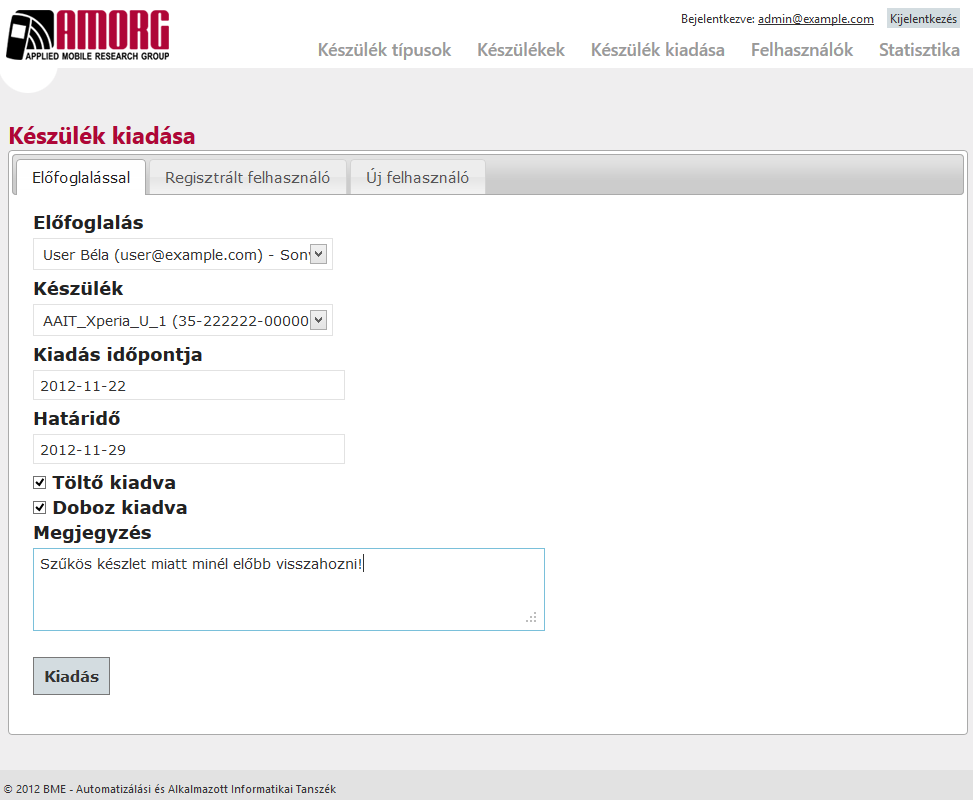 AMORG
APPLIED MOBILE RESEARCH GROUP
Bejelentkezve: admin@example.com Kijelentkezés
Készülék típusok Készülékek Készülék kiadása Felhasználók Statisztika
Készülék kiadása
Előfoglalással Regisztrált felhasználó Új felhasználó
Előfoglalás
User Béla (user@example.com) - Sony
Készülék
AAIT_Xperia_U_1 (35-222222-00000
Kiadás időpontja
2012-11-22
Határidő
2012-11-29
Töltő kiadva
Doboz kiadva
Megjegyzés
Szűkös készlet miatt minél előbb visszahozni!
Kiadás
© 2012 BME - Automatizálási és Alkalmazott Informatikai Tanszék